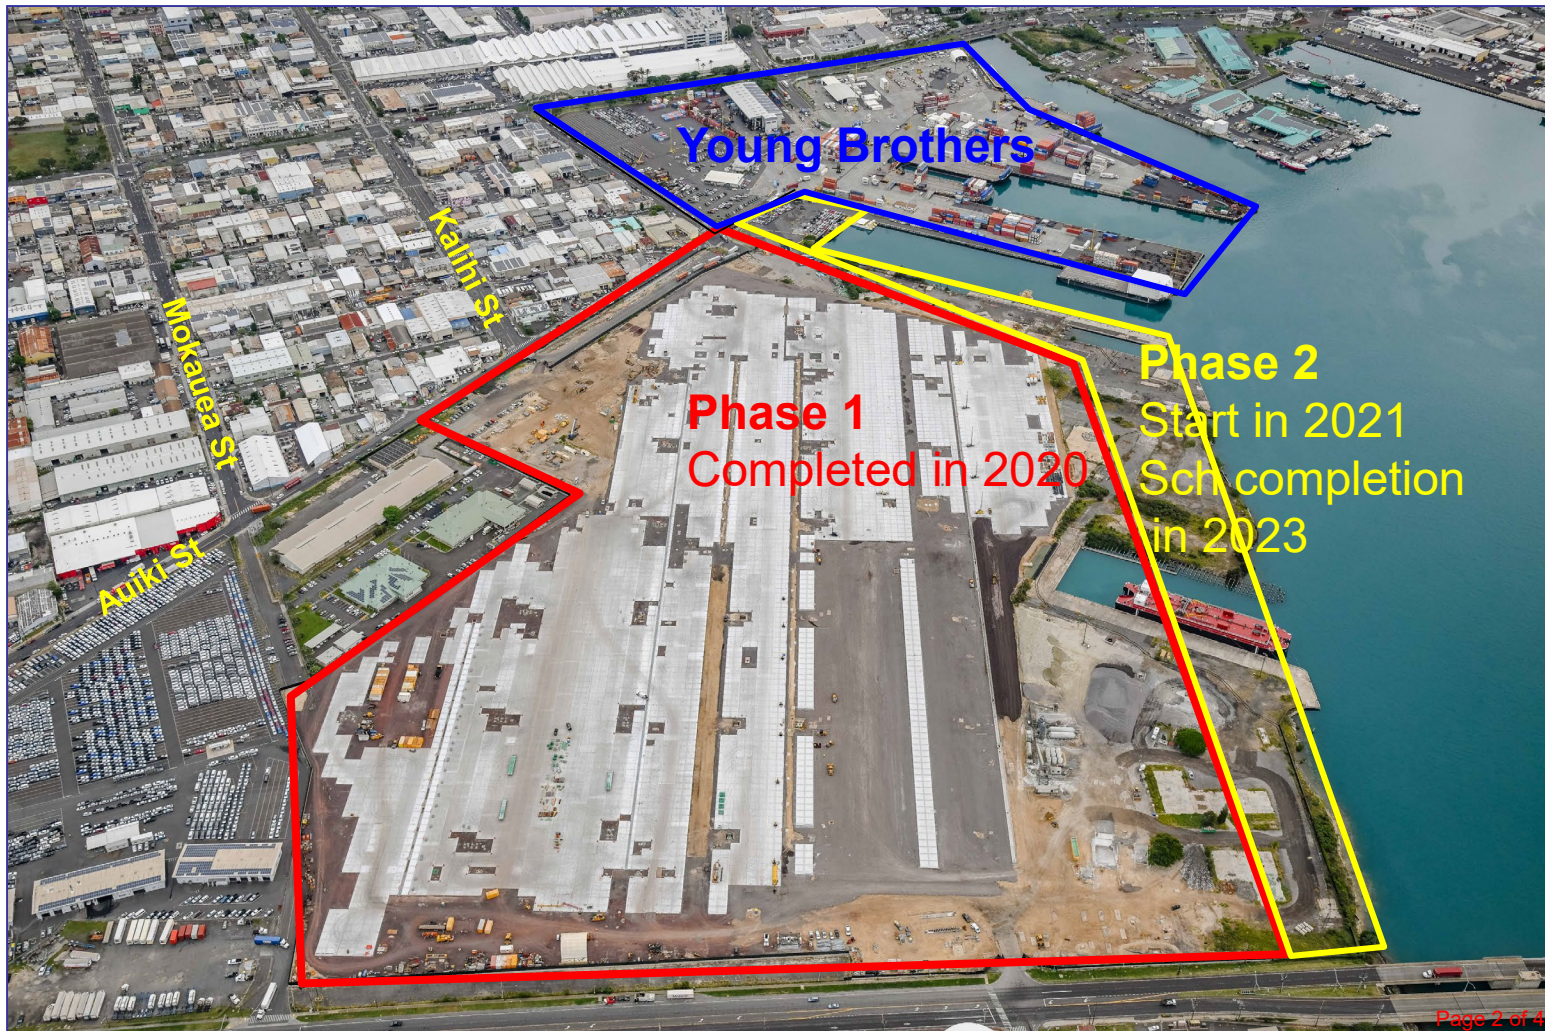 Young Brothers
Kalihi St
Mokauea St
Phase 2
Start in 2021
Sch completion
in 2023
Phase 1
Completed in 2020
Auiki St
Page 2 of 4